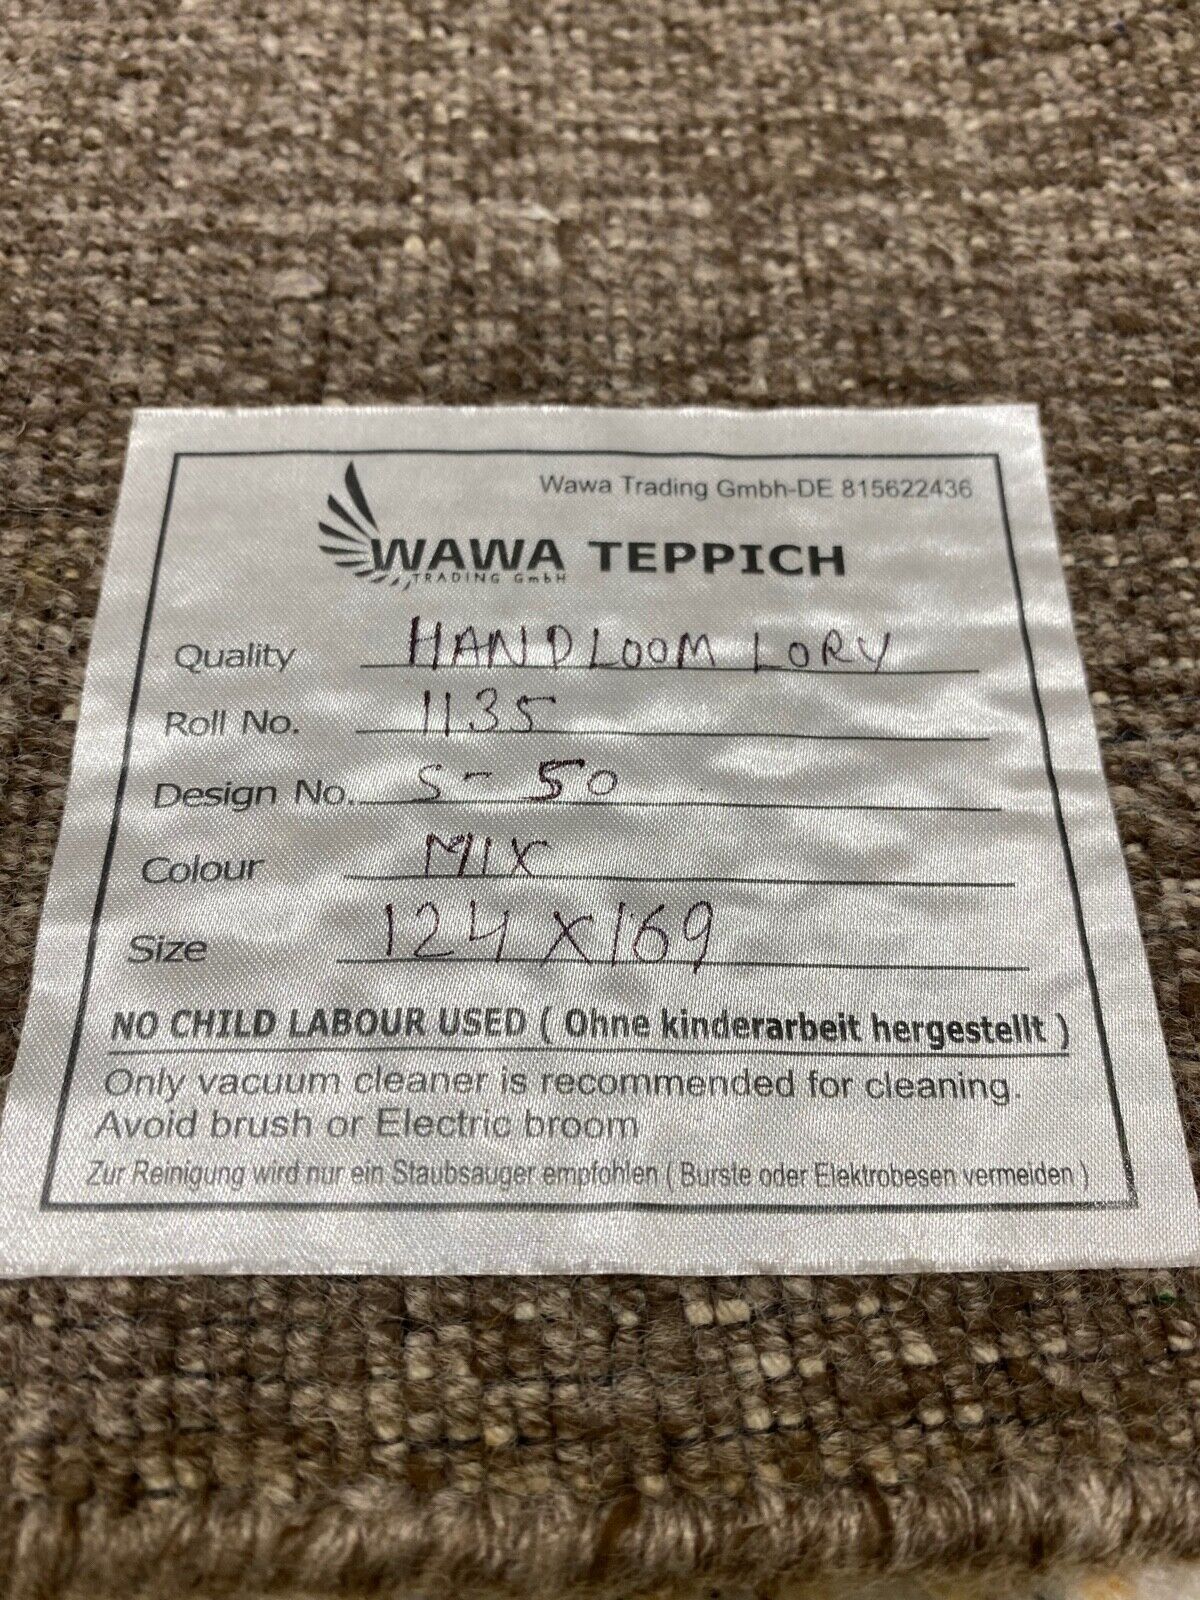 Wawa Trading Gmbh-DE 815622436
WAWA TEPPICH
TRADING GmbH
Quality HANDLOOM LORY
Roll No. 1135
Design No. S- 50
Colour MIX
Size 124 X 169
NO CHILD LABOUR USED ( Ohne kinderarbeit hergestellt )
Only vacuum cleaner is recommended for cleaning.
Avoid brush or Electric broom
Zur Reinigung wird nur ein Staubsauger empfohlen ( Burste oder Elektrobesen vermeiden )